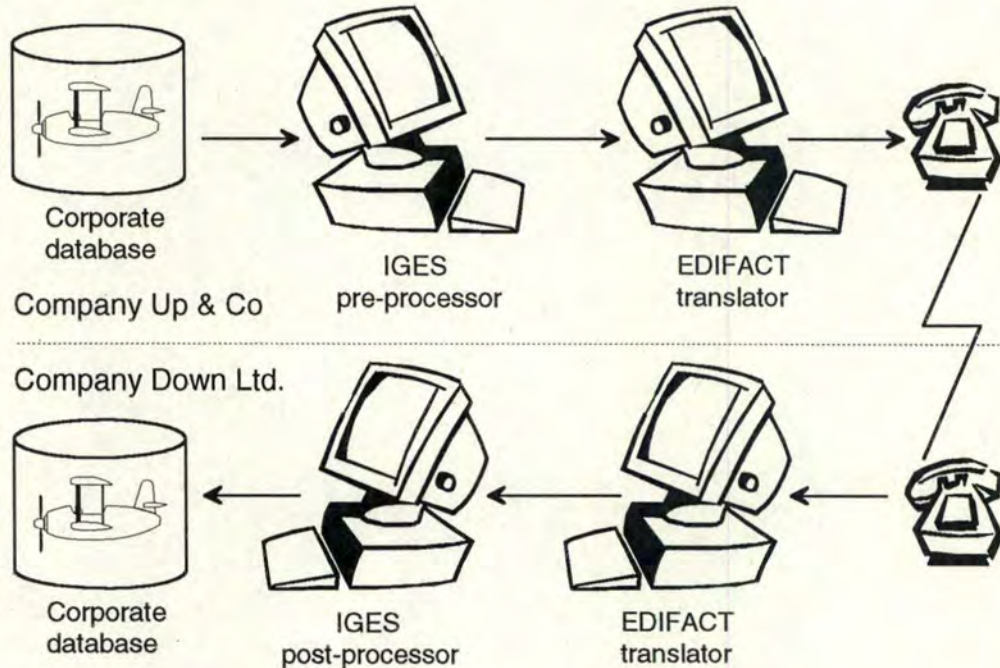 Corporate
database
IGES
pre-processor
EDIFACT
translator
Company Up & Co
Company Down Ltd.
Corporate
database
IGES
post-processor
EDIFACT
translator